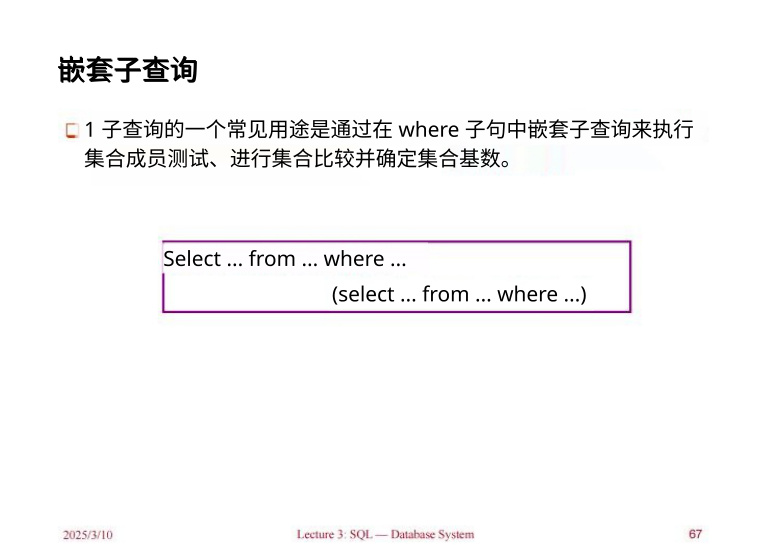 嵌套子查询
1 子查询的一个常见用途是通过在 where 子句中嵌套子查询来执行
集合成员测试、进行集合比较并确定集合基数。
Select ... from ... where ...
(select ... from ... where ...)
2025/3/10 Lecture 3: SQL — Database System 67